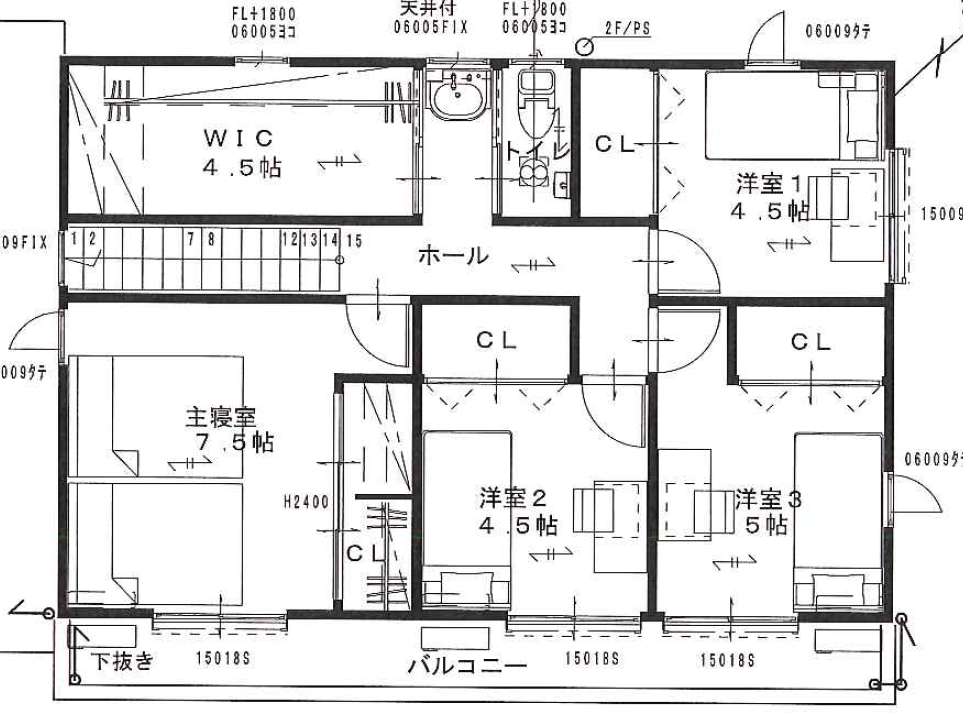 FL+1800
06005ヨコ
天井付
06005FIX
FL+1800
06005ヨコ
2F/PS
06009タテ
WIC
4.5帖
トイレ
CL
洋室1
4.5帖
15009
09FIX
1 2 7 8 12 13 14 15
ホール
009タテ
CL
CL
主寝室
7.5帖
H2400
CL
洋室2
4.5帖
洋室3
5帖
06009タテ
下抜き
15018S
バルコニー
15018S
15018S